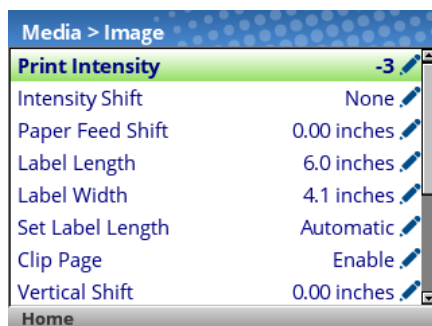 Media > Image
Print Intensity -3
Intensity Shift None
Paper Feed Shift 0.00 inches
Label Length 6.0 inches
Label Width 4.1 inches
Set Label Length Automatic
Clip Page Enable
Vertical Shift 0.00 inches
Home